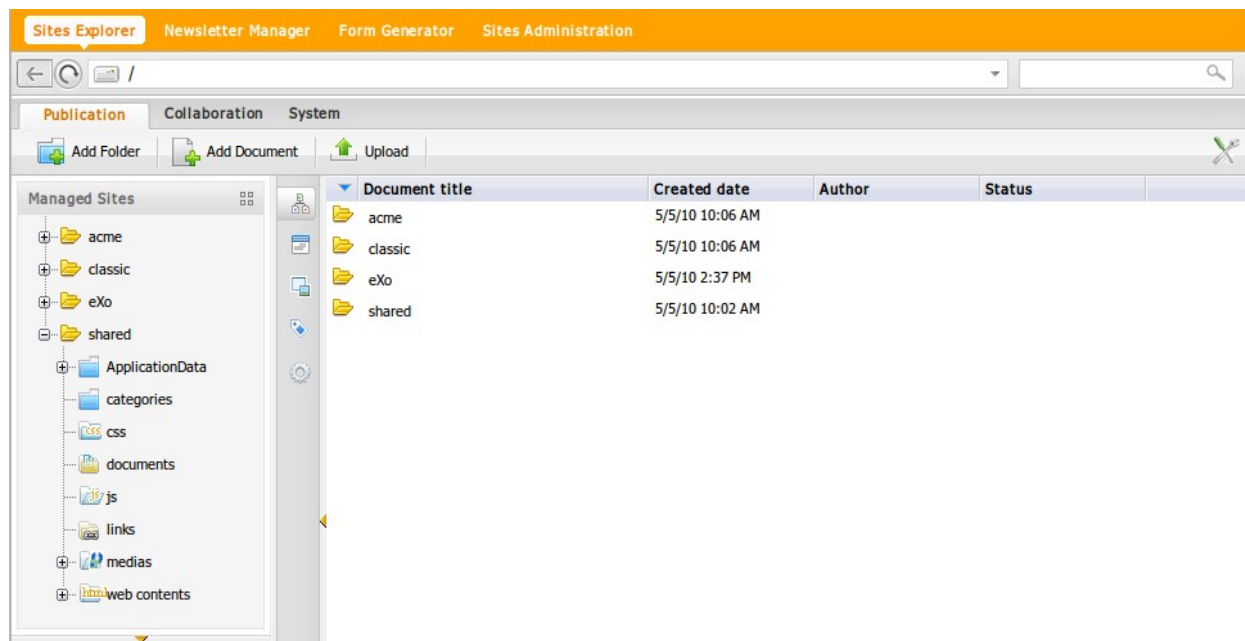 Sites Explorer Newsletter Manager Form Generator Sites Administration
/
Publication Collaboration System
Add Folder Add Document Upload
Managed Sites
acme
classic
eXo
shared
ApplicationData
categories
css css
documents
js js
links
medias
html web contents
Document title Created date Author Status
acme 5/5/10 10:06 AM
classic 5/5/10 10:06 AM
eXo 5/5/10 2:37 PM
shared 5/5/10 10:02 AM